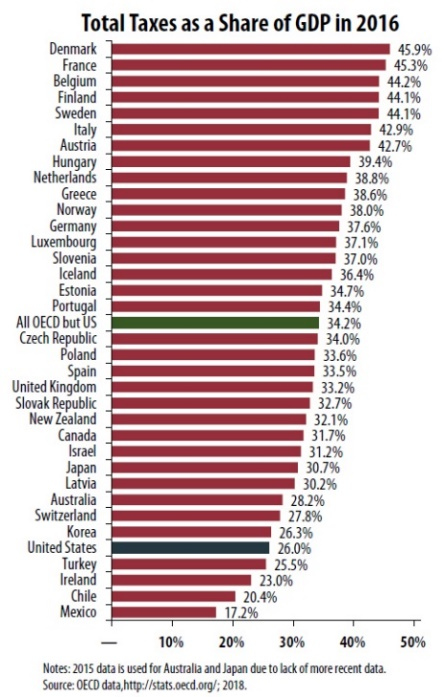 Total Taxes as a Share of GDP in 2016
Denmark 45.9%
France 45.3%
Belgium 44.2%
Finland 44.1%
Sweden 44.1%
Italy 42.9%
Austria 42.7%
Hungary 39.4%
Netherlands 38.8%
Greece 38.6%
Norway 38.0%
Germany 37.6%
Luxembourg 37.1%
Slovenia 37.0%
Iceland 36.4%
Estonia 34.7%
Portugal 34.4%
All OECD but US 34.2%
Czech Republic 34.0%
Poland 33.6%
Spain 33.5%
United Kingdom 33.2%
Slovak Republic 32.7%
New Zealand 32.1%
Canada 31.7%
Israel 31.2%
Japan 30.7%
Latvia 30.2%
Australia 28.2%
Switzerland 27.8%
Korea 26.3%
United States 26.0%
Turkey 25.5%
Ireland 23.0%
Chile 20.4%
Mexico 17.2%
— 10% 20% 30% 40% 50%
Notes: 2015 data is used for Australia and Japan due to lack of more recent data.
Source: OECD data,http://stats.oecd.org/; 2018.